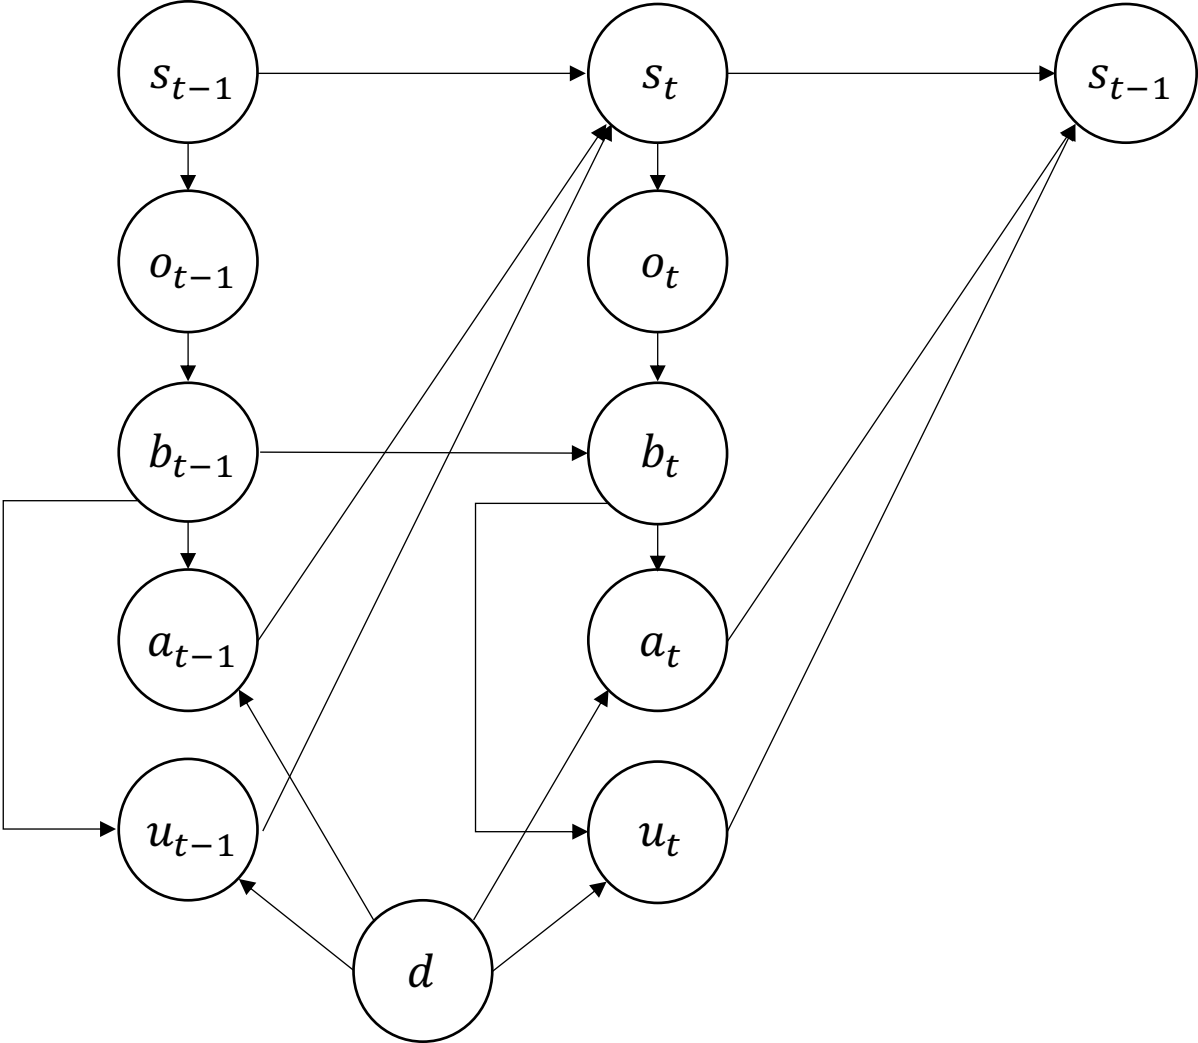 s_{t−1} s_t s_{t−1}
o_{t−1} o_t
b_{t−1} b_t
a_{t−1} a_t
u_{t−1} u_t
d